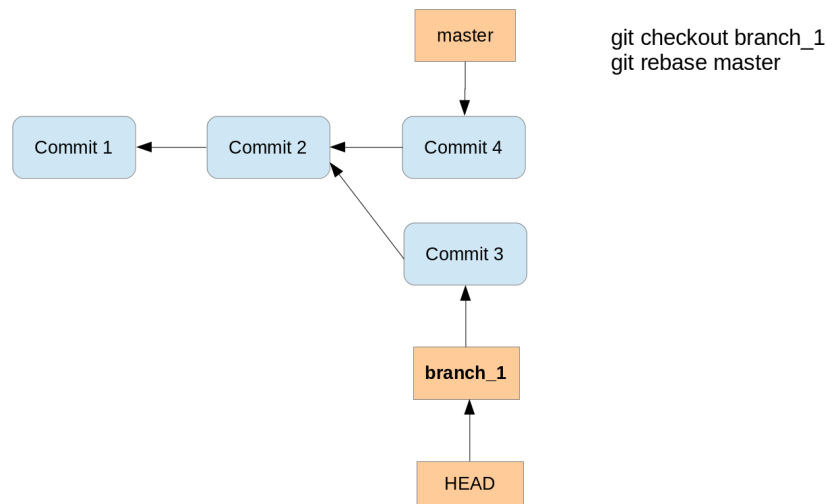 master
git checkout branch_1
git rebase master
Commit 1
Commit 2
Commit 4
Commit 3
branch_1
HEAD